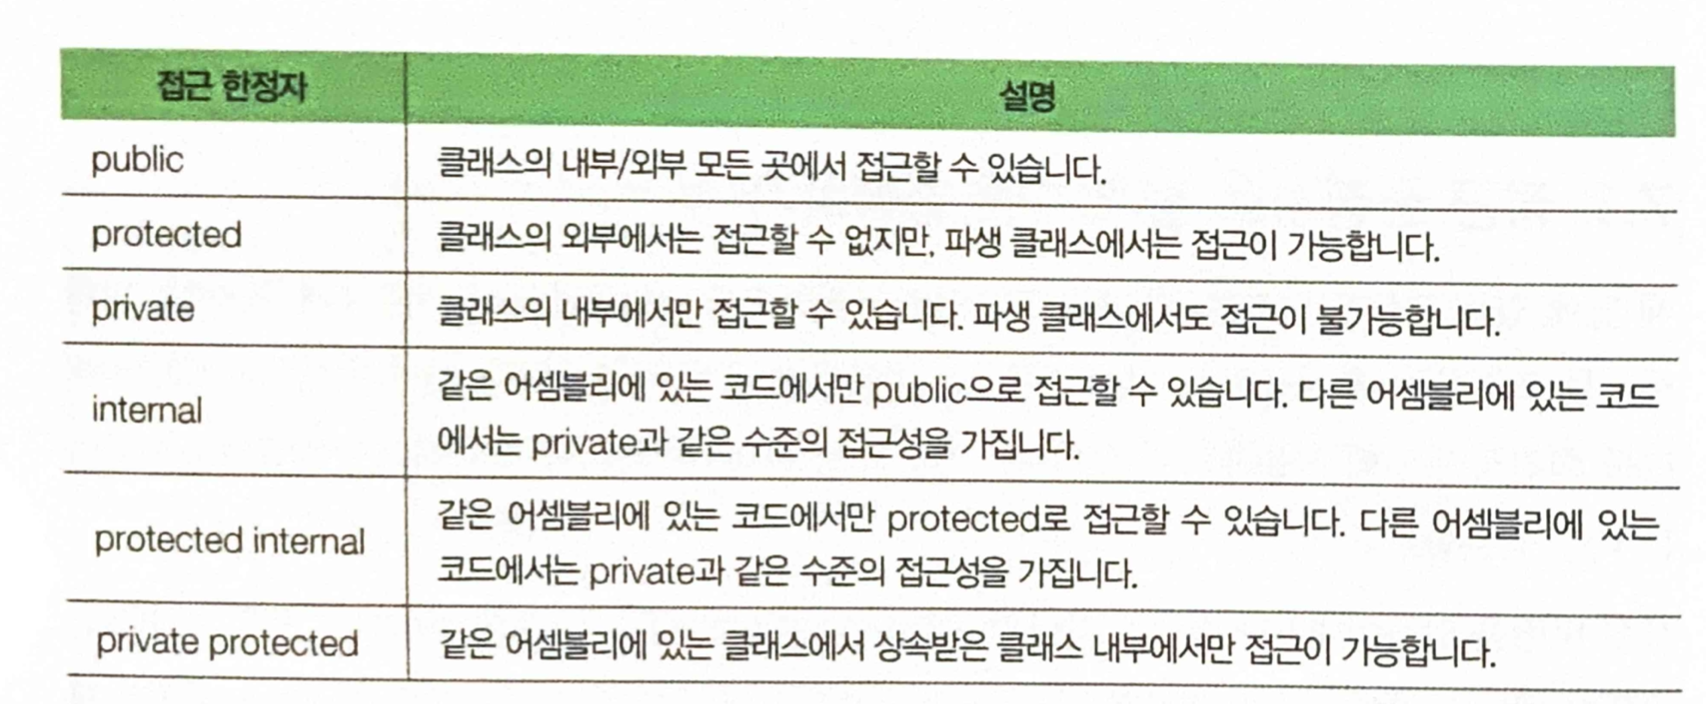 접근 한정자 설명
public 클래스의 내부/외부 모든 곳에서 접근할 수 있습니다.
protected 클래스의 외부에서는 접근할 수 없지만, 파생 클래스에서는 접근이 가능합니다.
private 클래스의 내부에서만 접근할 수 있습니다. 파생 클래스에서도 접근이 불가능합니다.
internal 같은 어셈블리에 있는 코드에서만 public으로 접근할 수 있습니다. 다른 어셈블리에 있는 코드
에서는 private과 같은 수준의 접근성을 가집니다.
protected internal 같은 어셈블리에 있는 코드에서만 protected로 접근할 수 있습니다. 다른 어셈블리에 있는
코드에서는 private과 같은 수준의 접근성을 가집니다.
private protected 같은 어셈블리에 있는 클래스에서 상속받은 클래스 내부에서만 접근이 가능합니다.